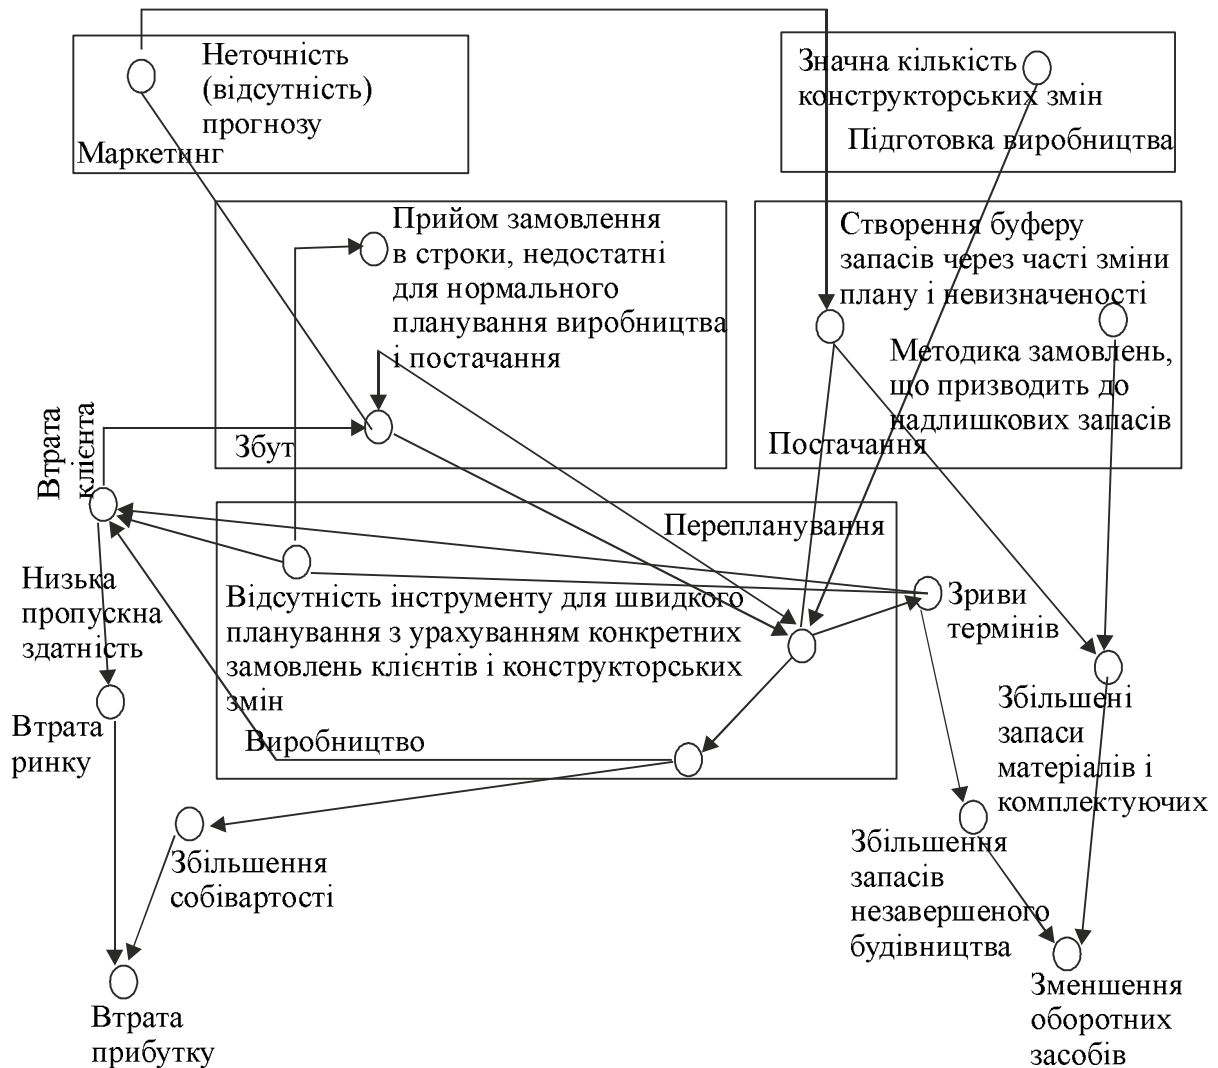 Неточність
(відсутність)
прогнозу
Маркетинг
Значна кількість
конструкторських змін
Підготовка виробництва
Прийом замовлення
в строки, недостатні
для нормального
планування виробництва
і постачання
Збут
Створення буферу
запасів через часті зміни
плану і невизначеності
Методика замовлень,
що призводить до
надлишкових запасів
Постачання
Втрата
клієнта
Перепланування
Низька
пропускна
здатність
Відсутність інструменту для швидкого
планування з урахуванням конкретних
замовлень клієнтів і конструкторських
змін
Виробництво
Зриви
термінів
Втрата
ринку
Збільшені
запаси
матеріалів і
комплектуючих
Збільшення
собівартості
Збільшення
запасів
незавершеного
будівництва
Втрата
прибутку
Зменшення
оборотних
засобів